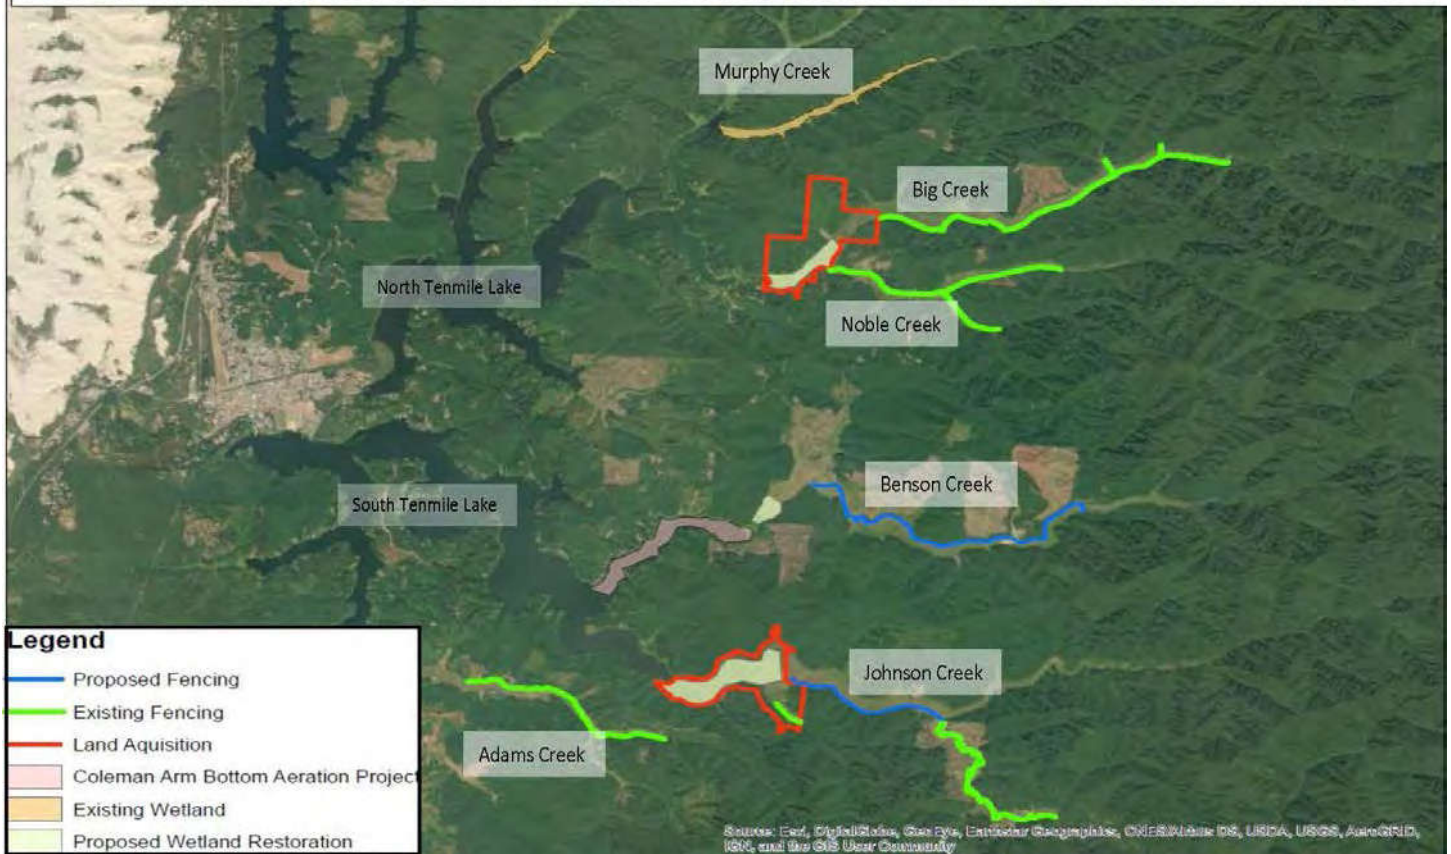 Murphy Creek
Big Creek
North Tenmile Lake
Noble Creek
Benson Creek
South Tenmile Lake
Johnson Creek
Adams Creek
Legend
Proposed Fencing
Existing Fencing
Land Aquisition
Coleman Arm Bottom Aeration Project
Existing Wetland
Proposed Wetland Restoration
Source: Esri, DigitalGlobe, GeoEye, Earthstar Geographics, CNES/Airbus DS, USDA, USGS, AeroGRID,
IGN, and the GIS User Community